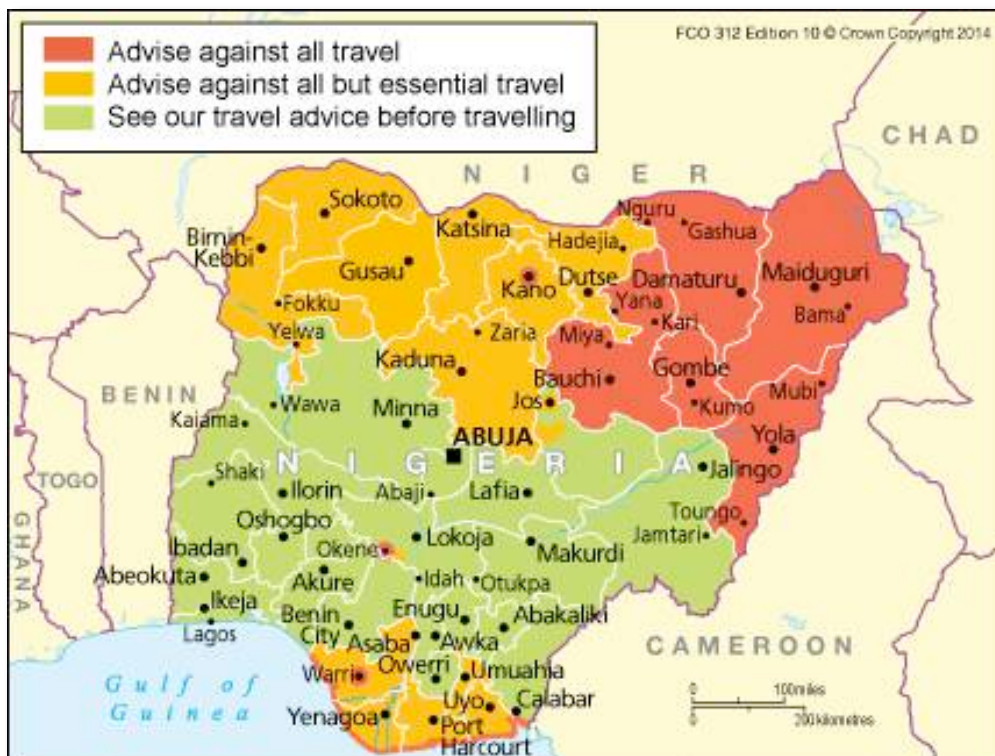 FCO 312 Edition 10 © Crown Copyright 2014
Advise against all travel
Advise against all but essential travel
See our travel advice before travelling
CHAD
NIGER
Sokoto
Katsina
Nguru
Gashua
Birnin-
Kebbi
Hadejia
Gusau
Kano
Dutse
Damaturu
Maiduguri
Fokku
Yana
Bama
Yelwa
Zaria
Miya
Kari
Kaduna
Bauchi
Gombe
Mubi
BENIN
Wawa
Jos
Kumo
Kaiama
Minna
ABUJA
Yola
NIGERIA
Jalingo
TOGO
Shaki
Ilorin
Abaji
Lafia
Toungo
GHANA
Oshogbo
Jamtari
Ibadan
Okene
Lokoja
Makurdi
Abeokuta
Akure
Idah
Otukpa
Ikeja
Benin
City
Enugu
Abakaliki
Lagos
Asaba
Awka
CAMEROON
Owerri
Warri
Umuahia
Gulf of
Guinea
Uyo
Calabar
Yenagoa
Port
Harcourt
0 100miles
0 200kilometres